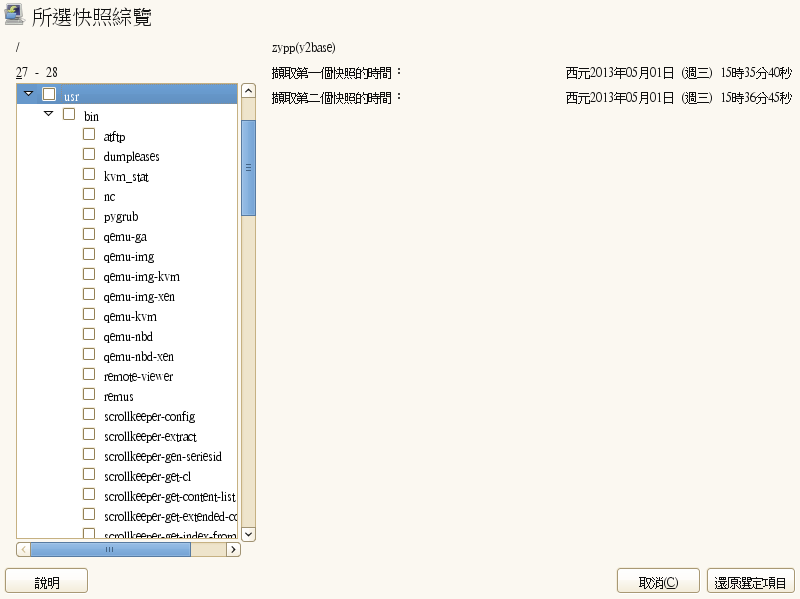 所選快照綜覽
/
27 - 28
usr
bin
atftp
dumpleases
kvm_stat
nc
pygrub
qemu-ga
qemu-img
qemu-img-kvm
qemu-img-xen
qemu-kvm
qemu-nbd
qemu-nbd-xen
remote-viewer
remus
scrollkeeper-config
scrollkeeper-extract
scrollkeeper-gen-seriesid
scrollkeeper-get-cl
scrollkeeper-get-content-list
scrollkeeper-get-extended-co
scrollkeeper-get-index-from
zypp(y2base)
擷取第一個快照的時間： 西元2013年05月01日 (週三) 15時35分40秒
擷取第二個快照的時間： 西元2013年05月01日 (週三) 15時36分45秒
說明 取消(C) 還原選定項目